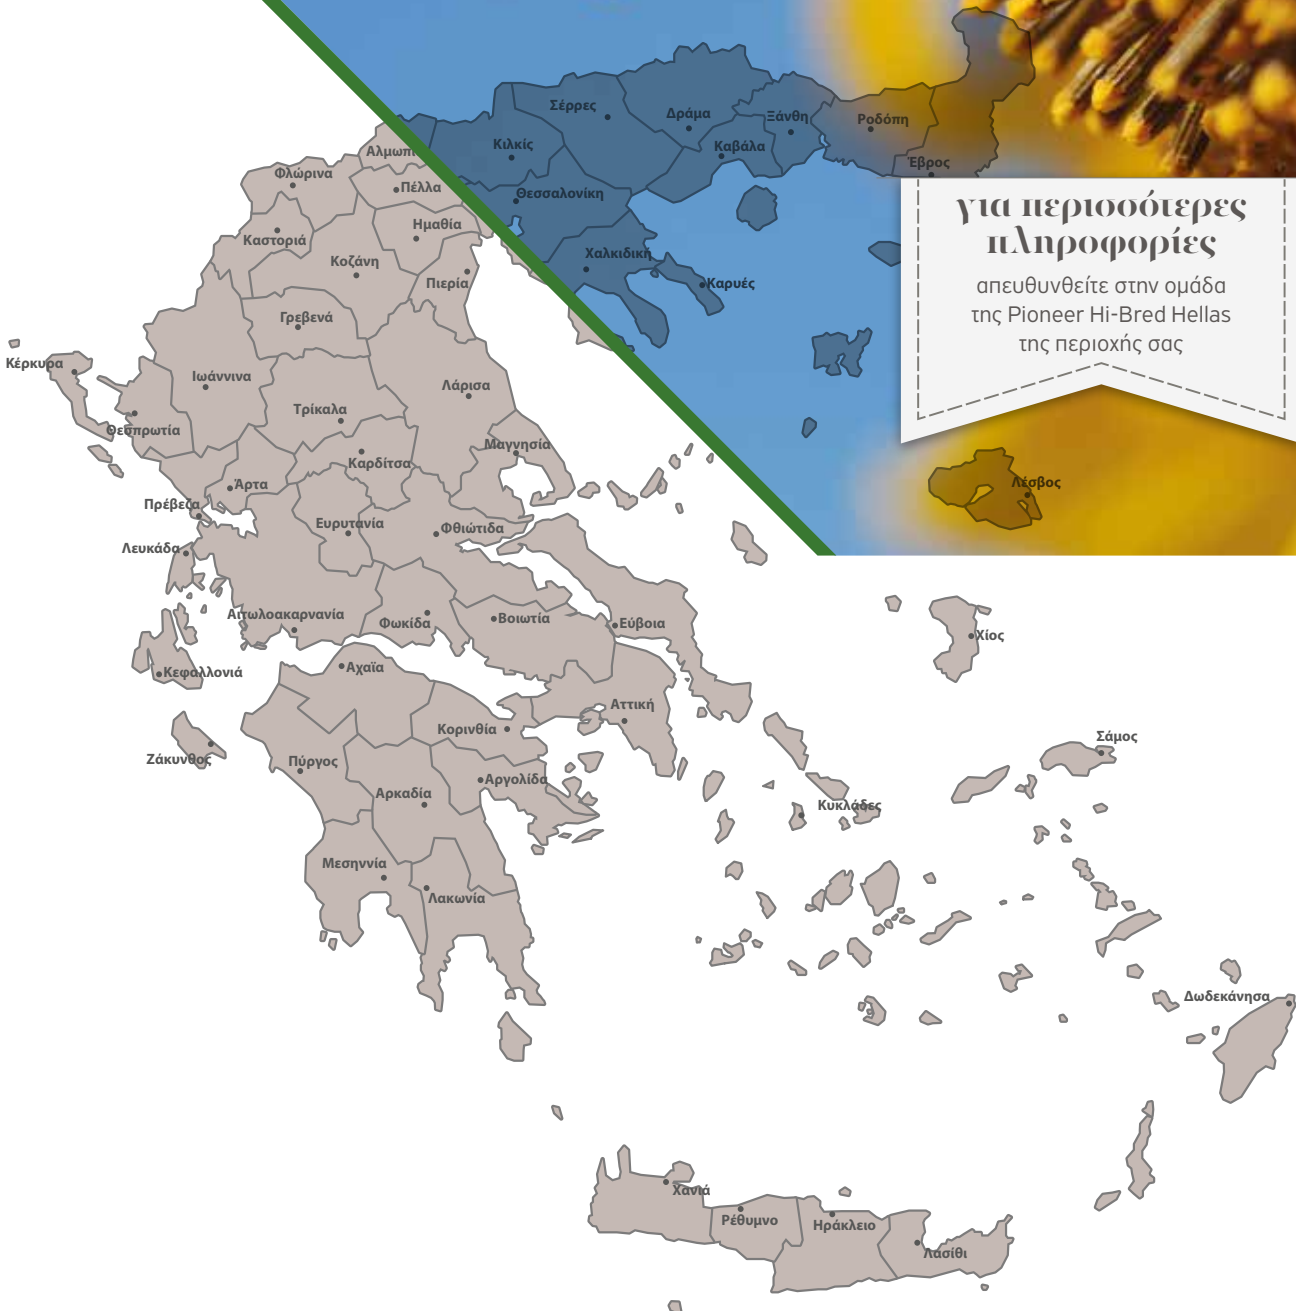 Σέρρες
Δράμα
Ξάνθη
Ροδόπη
Κιλκίς
Καβάλα
Έβρος
Αλμωπ
Φλώρινα
Πέλλα
Θεσσαλονίκη
Ημαθία
Καστοριά
Κοζάνη
Χαλκιδική
Πιερία
Καρυές
για περισσότερες
πληροφορίες
απευθυνθείτε στην ομάδα
της Pioneer Hi-Bred Hellas
της περιοχής σας
Γρεβενά
Κέρκυρα
Ιωάννινα
Λάρισα
Τρίκαλα
Θεσπρωτία
Μαγνησία
Καρδίτσα
Άρτα
Λέσβος
Πρέβεζα
Ευρυτανία
Φθιώτιδα
Λευκάδα
Αιτωλοακαρνανία
Φωκίδα
Βοιωτία
Εύβοια
Χίος
Αχαϊα
Κεφαλλονιά
Αττική
Κορινθία
Σάμος
Ζάκυνθος
Πύργος
Αργολίδα
Αρκαδία
Κυκλάδες
Μεσηννία
Λακωνία
Δωδεκάνησα
Χανιά
Ρέθυμνο
Ηράκλειο
Λασίθι